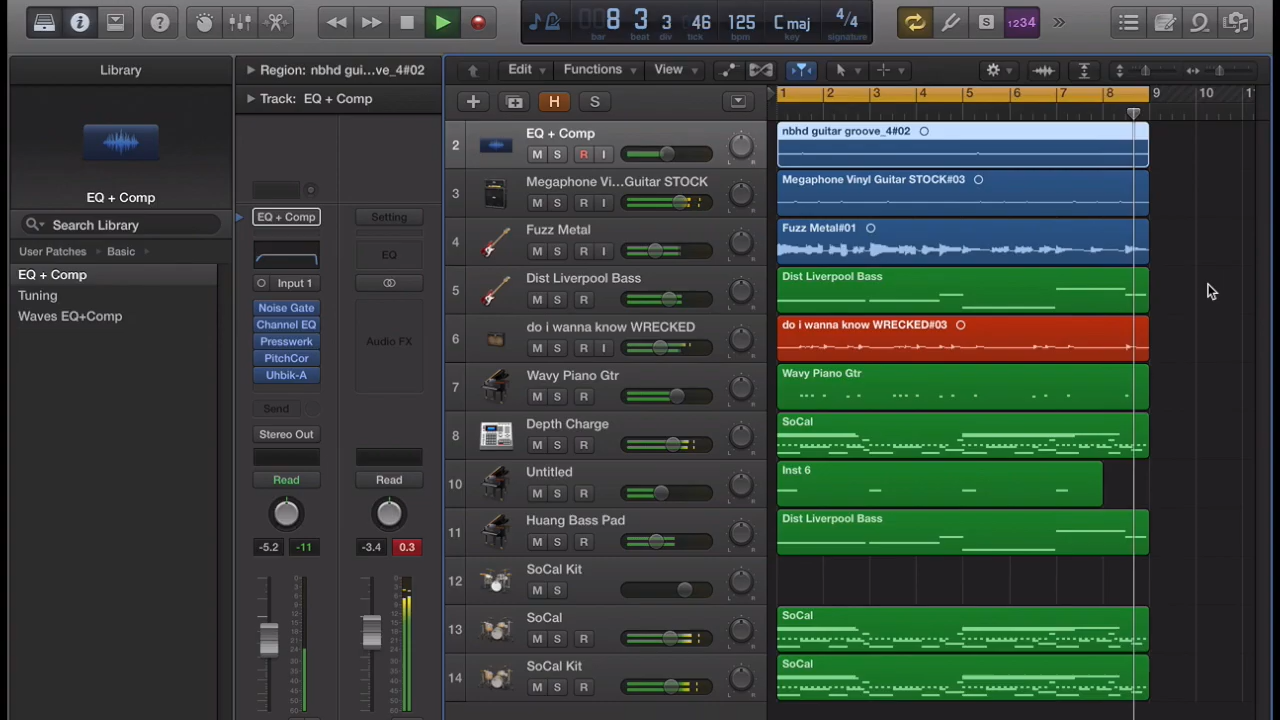 8 3 3 46 125 C maj 4/4
bar beat div tick bpm key signature
1234
Library
EQ + Comp
Search Library
User Patches Basic
EQ + Comp
Tuning
Waves EQ+Comp
Region: nbhd gui...ve_4#02
Track: EQ + Comp
EQ + Comp Setting
EQ
Input 1
Noise Gate
Channel EQ
Presswerk
PitchCor
Uhbik-A
Audio FX
Send
Stereo Out
Read Read
-5.2 -11 -3.4 0.3
Edit Functions View
H S
1 2 3 4 5 6 7 8 9 10 11
2 EQ + Comp M S R I nbhd guitar groove_4#02
3 Megaphone Vi...Guitar STOCK M S R I Megaphone Vinyl Guitar STOCK#03
4 Fuzz Metal M S R I Fuzz Metal#01
5 Dist Liverpool Bass M S R Dist Liverpool Bass
6 do i wanna know WRECKED M S R I do i wanna know WRECKED#03
7 Wavy Piano Gtr M S R Wavy Piano Gtr
8 Depth Charge M S R SoCal
10 Untitled M S R Inst 6
11 Huang Bass Pad M S R Dist Liverpool Bass
12 SoCal Kit M S
13 SoCal M S R SoCal
14 SoCal Kit M S R SoCal